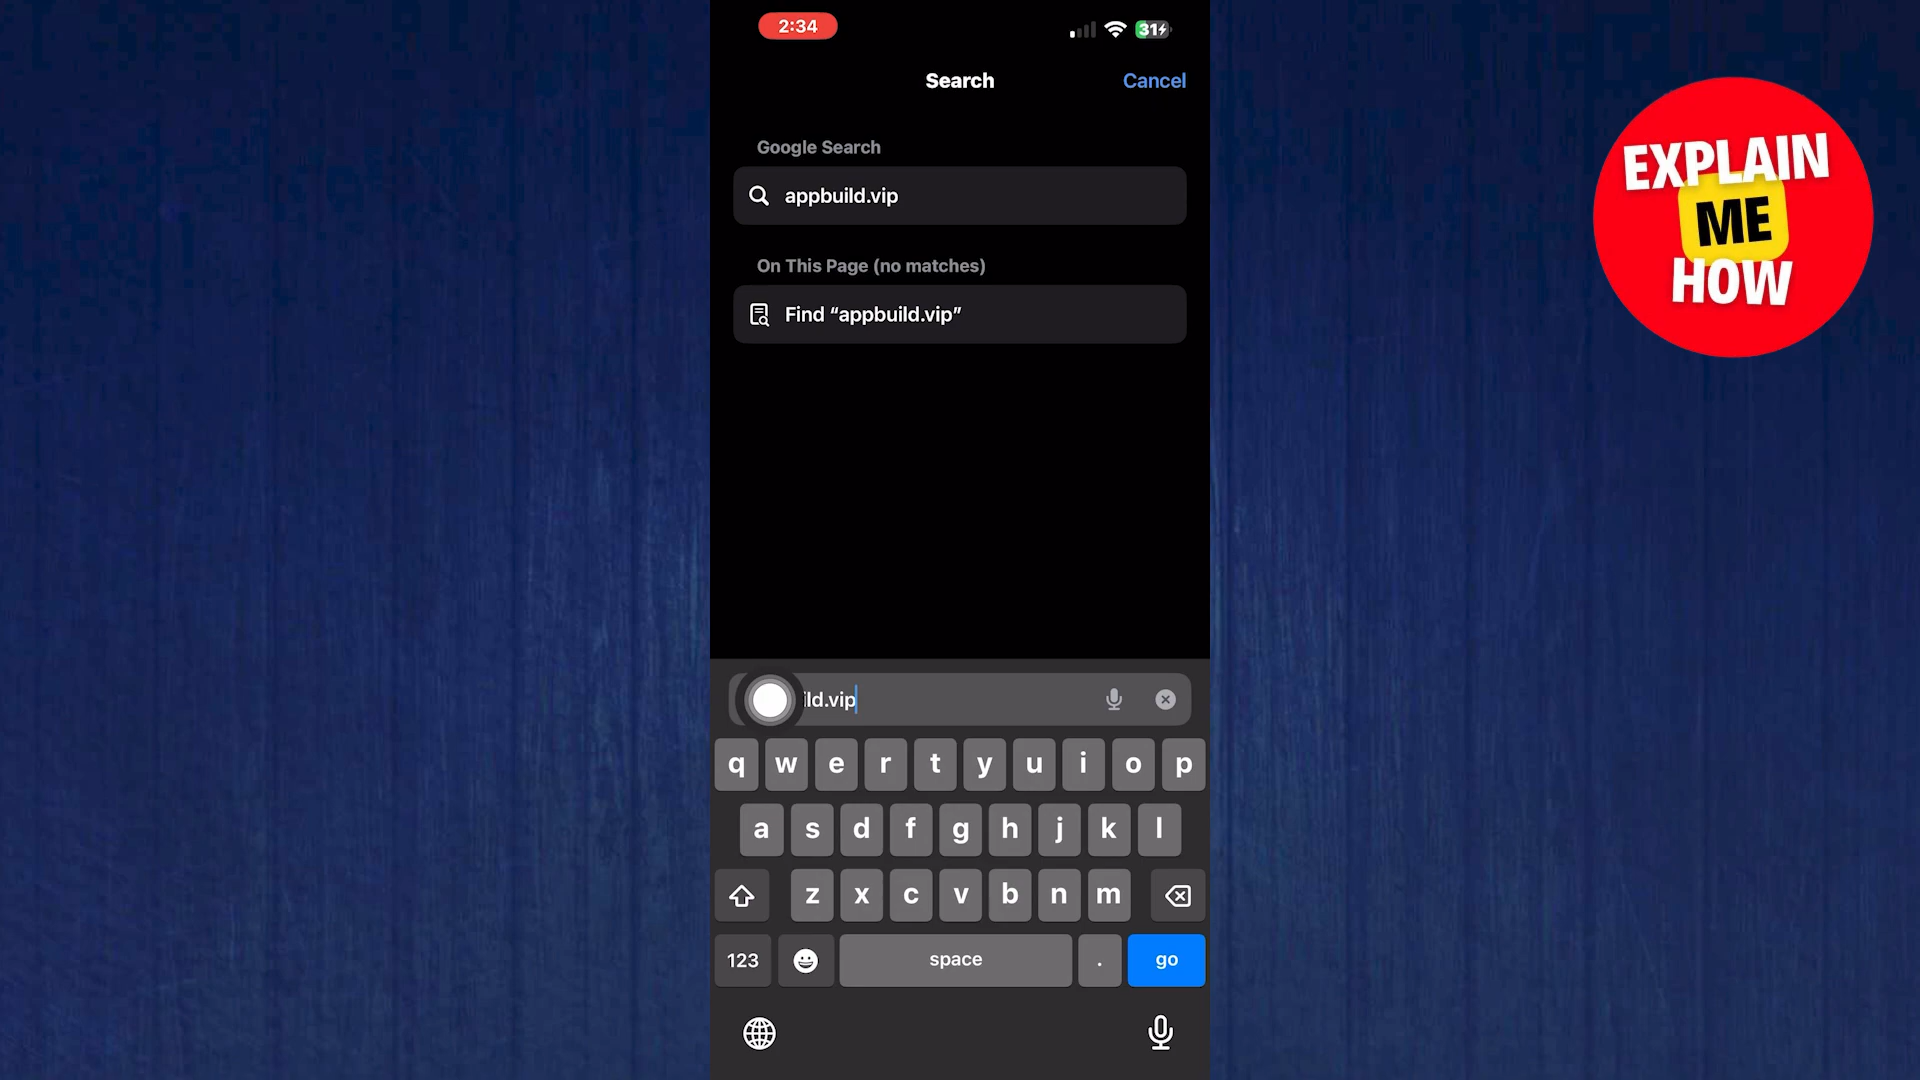 2:34
31
Search
Cancel
Google Search
appbuild.vip
On This Page (no matches)
Find “appbuild.vip”
ild.vip
q w e r t y u i o p
a s d f g h j k l
z x c v b n m
123
space
.
go
EXPLAIN
ME
HOW